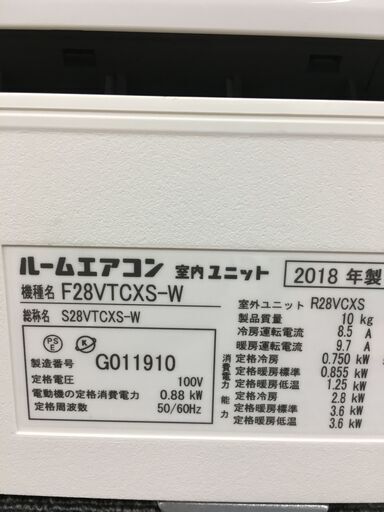 ルームエアコン 室内ユニット 2018 年製
機種名 F28VTCXS-W
総称名 S28VTCXS-W
PS
E
K
製造番号 G011910
定格電圧 100V
電動機の定格消費電力 0.88 kW
定格周波数 50/60Hz
室外ユニット R28VCXS
製品質量 10 kg
冷房運転電流 8.5 A
暖房運転電流 9.7 A
消費電力
定格冷房 0.750 kW
定格暖房標準 0.855 kW
定格暖房低温 1.25 kW
能力
定格冷房 2.8 kW
定格暖房標準 3.6 kW
定格暖房低温 3.6 kW